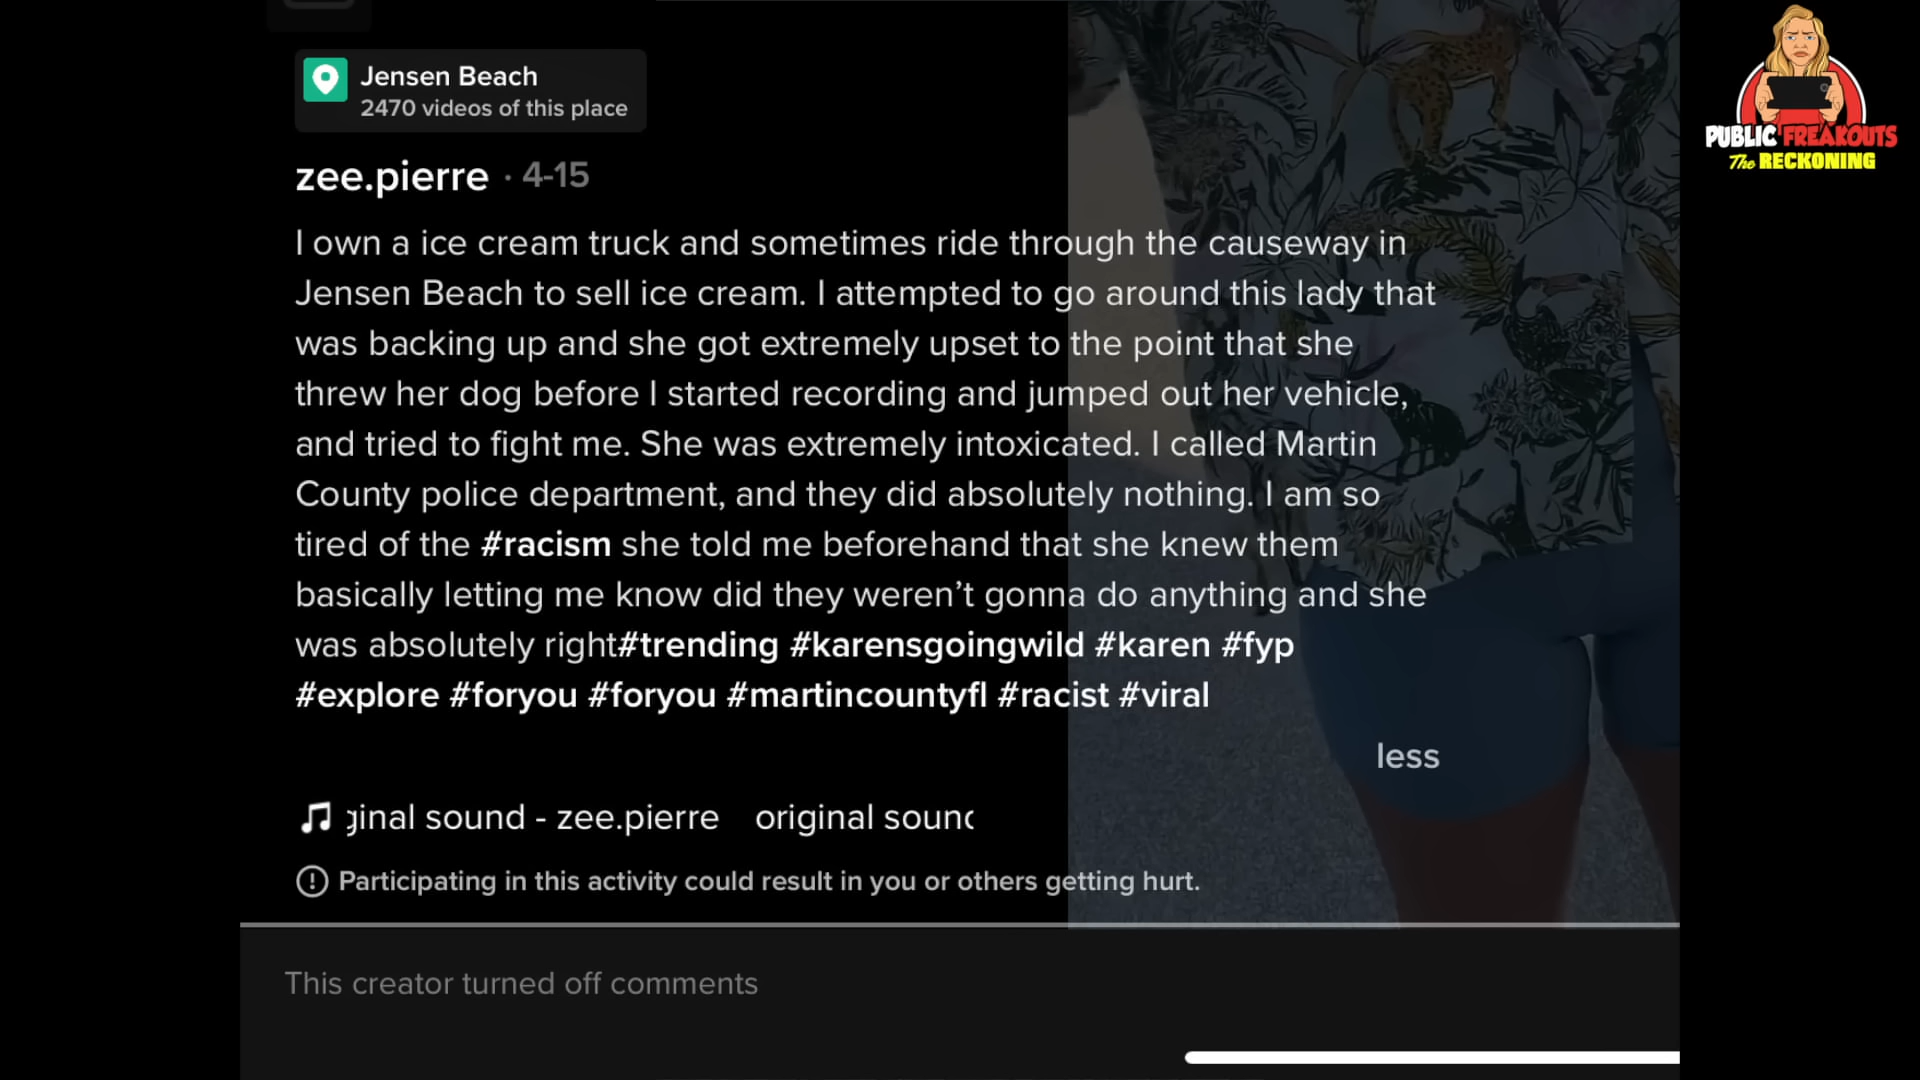 Jensen Beach
2470 videos of this place
PUBLIC FREAKOUTS
The RECKONING
zee.pierre · 4-15
I own a ice cream truck and sometimes ride through the causeway in
Jensen Beach to sell ice cream. I attempted to go around this lady that
was backing up and she got extremely upset to the point that she
threw her dog before I started recording and jumped out her vehicle,
and tried to fight me. She was extremely intoxicated. I called Martin
County police department, and they did absolutely nothing. I am so
tired of the #racism she told me beforehand that she knew them
basically letting me know did they weren’t gonna do anything and she
was absolutely right#trending #karensgoingwild #karen #fyp
#explore #foryou #foryou #martincountyfl #racist #viral
less
ginal sound - zee.pierre original sound
Participating in this activity could result in you or others getting hurt.
This creator turned off comments